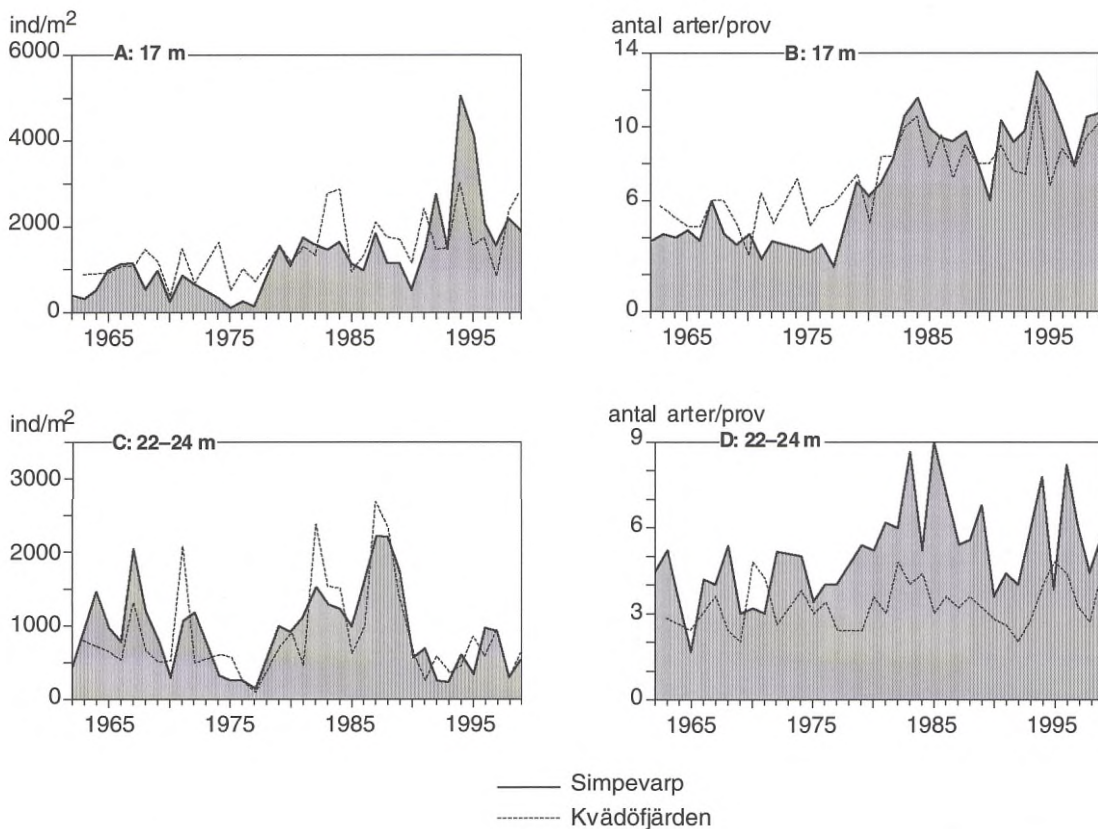 ind/m²
A: 17 m
6000
4000
2000
0
1965 1975 1985 1995
antal arter/prov
B: 17 m
14
10
6
2
0
1965 1975 1985 1995
ind/m²
C: 22–24 m
3000
2000
1000
0
1965 1975 1985 1995
antal arter/prov
D: 22–24 m
9
6
3
0
1965 1975 1985 1995
Simpevarp
Kvädöfjärden